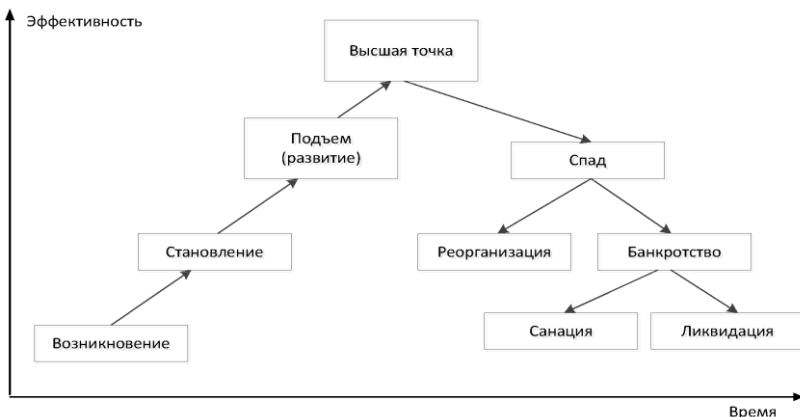 Эффективность
Высшая точка
Подъем
(развитие)
Спад
Становление
Реорганизация
Банкротство
Возникновение
Санация
Ликвидация
Время